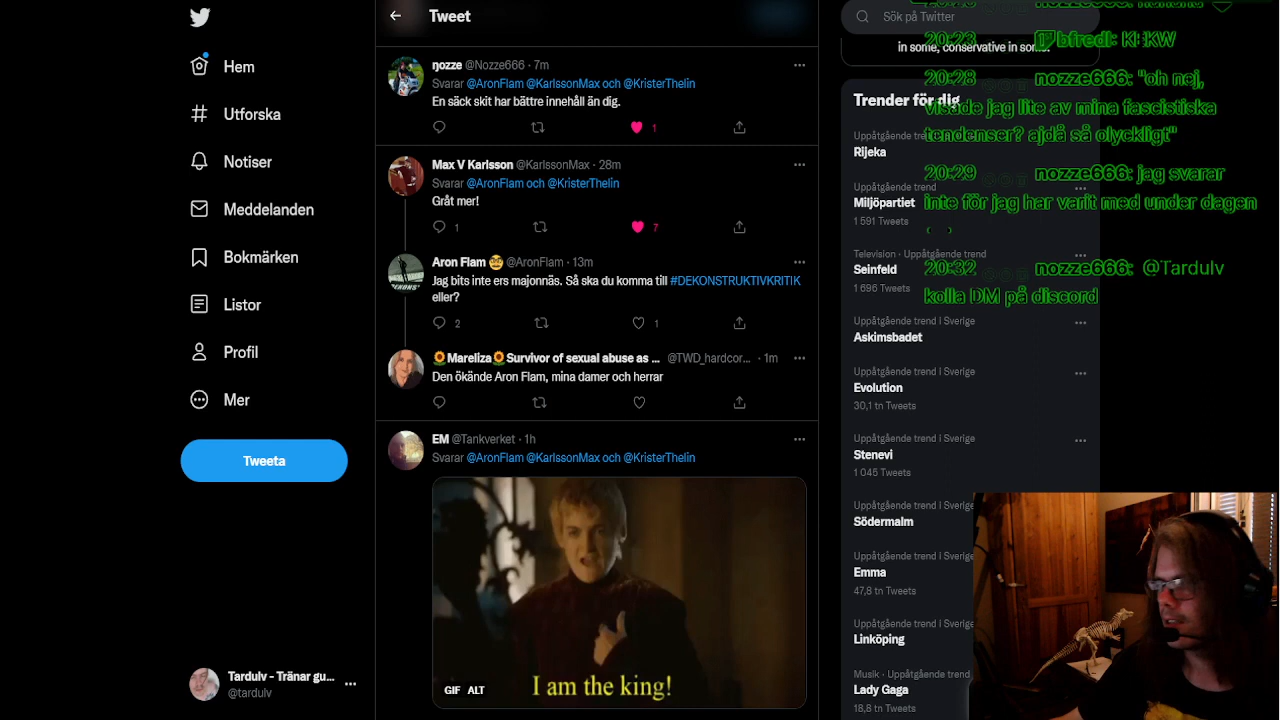 Hem
Utforska
Notiser
Meddelanden
Bokmärken
Listor
Profil
Mer
Tweeta
Tardulv - Tränar gu...
@tardulv
Tweet
ŋozze @Nozze666 · 7m
Svarar @AronFlam @KarlssonMax och @KristerThelin
En säck skit har bättre innehåll än dig.
1
Max V Karlsson @KarlssonMax · 28m
Svarar @AronFlam och @KristerThelin
Gråt mer!
1 7
Aron Flam @AronFlam · 13m
Jag bits inte ers majonnäs. Så ska du komma till #DEKONSTRUKTIVKRITIK
eller?
2 1
🌻Mareliza🌻Survivor of sexual abuse as ... @TWD_hardcor... · 1m
Den ökände Aron Flam, mina damer och herrar
EM @Tankverket · 1h
Svarar @AronFlam @KarlssonMax och @KristerThelin
GIF ALT
I am the king!
Sök på Twitter
in some, conservative in some.
Trender för dig
Uppåtgående trend
Rijeka
Uppåtgående trend
Miljöpartiet
1 591 Tweets
Television · Uppåtgående trend
Seinfeld
1 696 Tweets
Uppåtgående trend i Sverige
Askimsbadet
Uppåtgående trend i Sverige
Evolution
30,1 tn Tweets
Uppåtgående trend i Sverige
Stenevi
1 045 Tweets
Uppåtgående trend i Sverige
Södermalm
Uppåtgående trend i Sverige
Emma
47,8 tn Tweets
Uppåtgående trend i Sverige
Linköping
Musik · Uppåtgående trend
Lady Gaga
18,8 tn Tweets
20:23 bfredl: KEKW
20:28 nozze666: "oh nej,
visade jag lite av mina fascistiska
tendenser? ajdå så olyckligt"
20:29 nozze666: jag svarar
inte för jag har varit med under dagen
20:32 nozze666: @Tardulv
kolla DM på discord